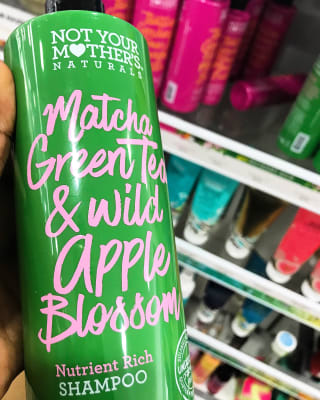 NOT YOUR
MOTHER'S
NATURALS
Matcha
Green Tea
& Wild
Apple
Blossom
Nutrient Rich
SHAMPOO